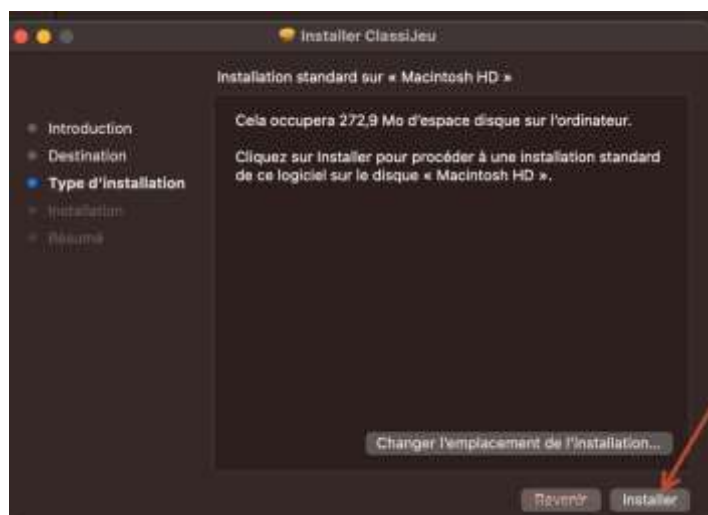 Installer ClassiJeu
Installation standard sur « Macintosh HD »
Introduction
Destination
Type d'installation
Installation
Résumé
Cela occupera 272,9 Mo d'espace disque sur l'ordinateur.
Cliquez sur Installer pour procéder à une installation standard
de ce logiciel sur le disque « Macintosh HD ».
Changer l'emplacement de l'installation...
Revenir
Installer